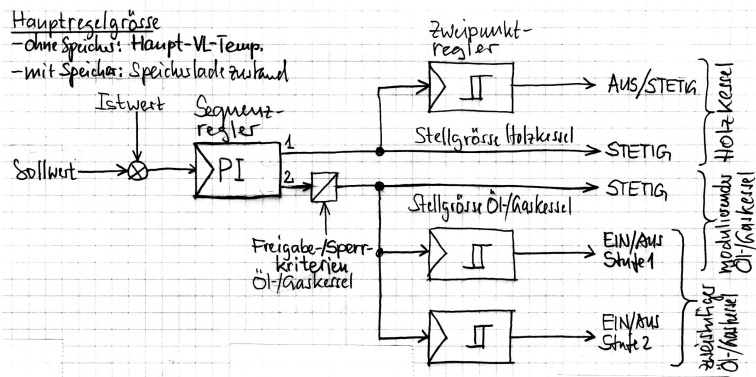 Hauptregelgrösse
- ohne Speicher: Haupt-VL-Temp.
- mit Speicher: Speicherladezustand
Istwert
Sollwert
Sequenz-
regler
PI
1
2
Zweipunkt-
regler
AUS/STETIG
Stellgrösse Holzkessel
STETIG
Holzkessel
STETIG
Stellgrösse Öl-/Gaskessel
Freigabe-/Sperr-
kriterien
Öl-/Gaskessel
EIN/AUS
Stufe 1
EIN/AUS
Stufe 2
modulierender
Öl-/Gaskessel
zweistufiger
Öl-/Gaskessel